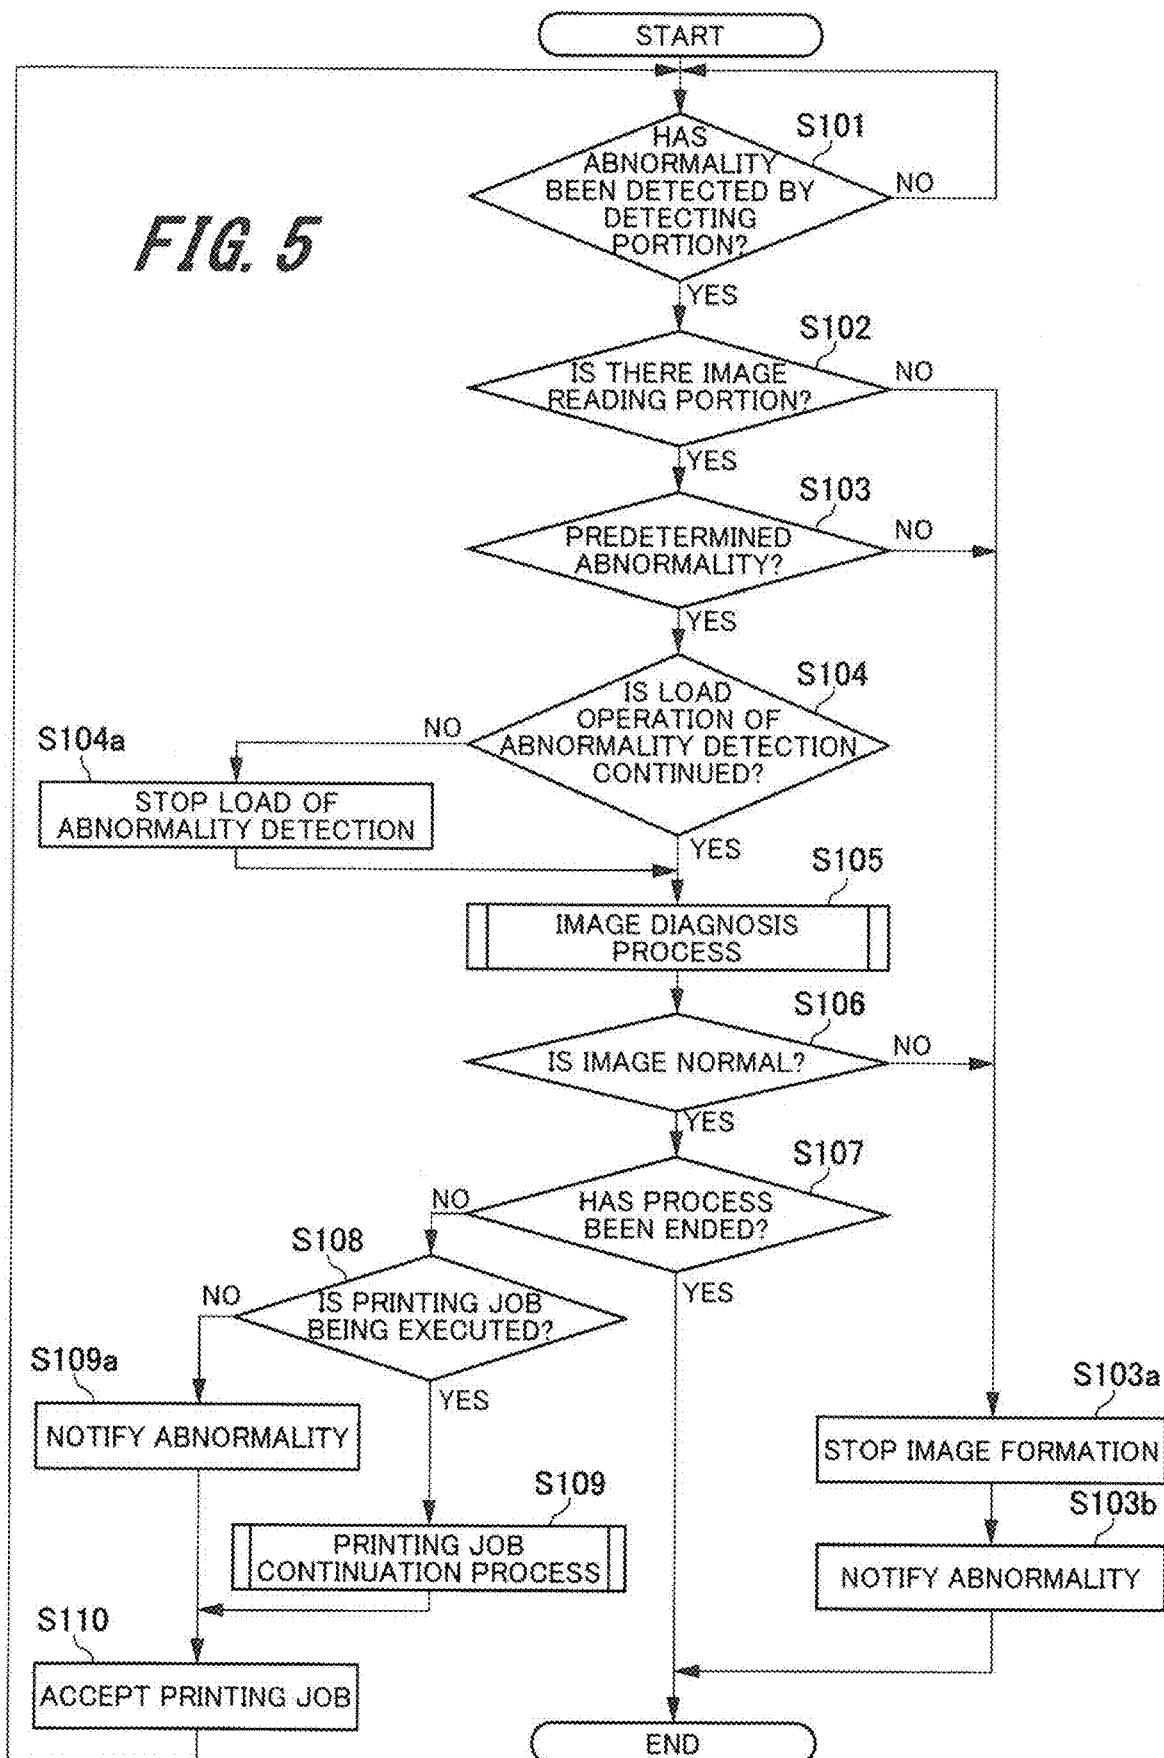 START
S101
HAS
ABNORMALITY
BEEN DETECTED BY
DETECTING
PORTION?
NO
FIG. 5
YES
S102
IS THERE IMAGE
READING PORTION?
NO
YES
S103
PREDETERMINED
ABNORMALITY?
NO
YES
S104
IS LOAD
OPERATION OF
ABNORMALITY DETECTION
CONTINUED?
NO
S104a
STOP LOAD OF
ABNORMALITY DETECTION
YES
S105
IMAGE DIAGNOSIS
PROCESS
S106
IS IMAGE NORMAL?
NO
YES
S107
HAS PROCESS
BEEN ENDED?
NO
YES
S108
IS PRINTING JOB
BEING EXECUTED?
NO
YES
S109a
NOTIFY ABNORMALITY
S103a
STOP IMAGE FORMATION
S109
PRINTING JOB
CONTINUATION PROCESS
S103b
NOTIFY ABNORMALITY
S110
ACCEPT PRINTING JOB
END